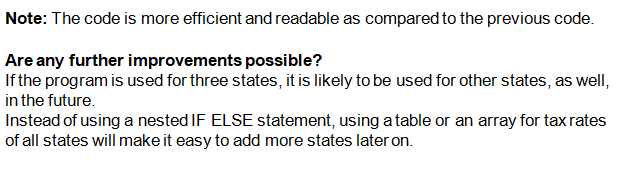 Note: The code is more efficient and readable as compared to the previous code.
Are any further improvements possible?
If the program is used for three states, it is likely to be used for other states, as well,
in the future.
Instead of using a nested IF ELSE statement, using a table or an array for tax rates
of all states will make it easy to add more states later on.